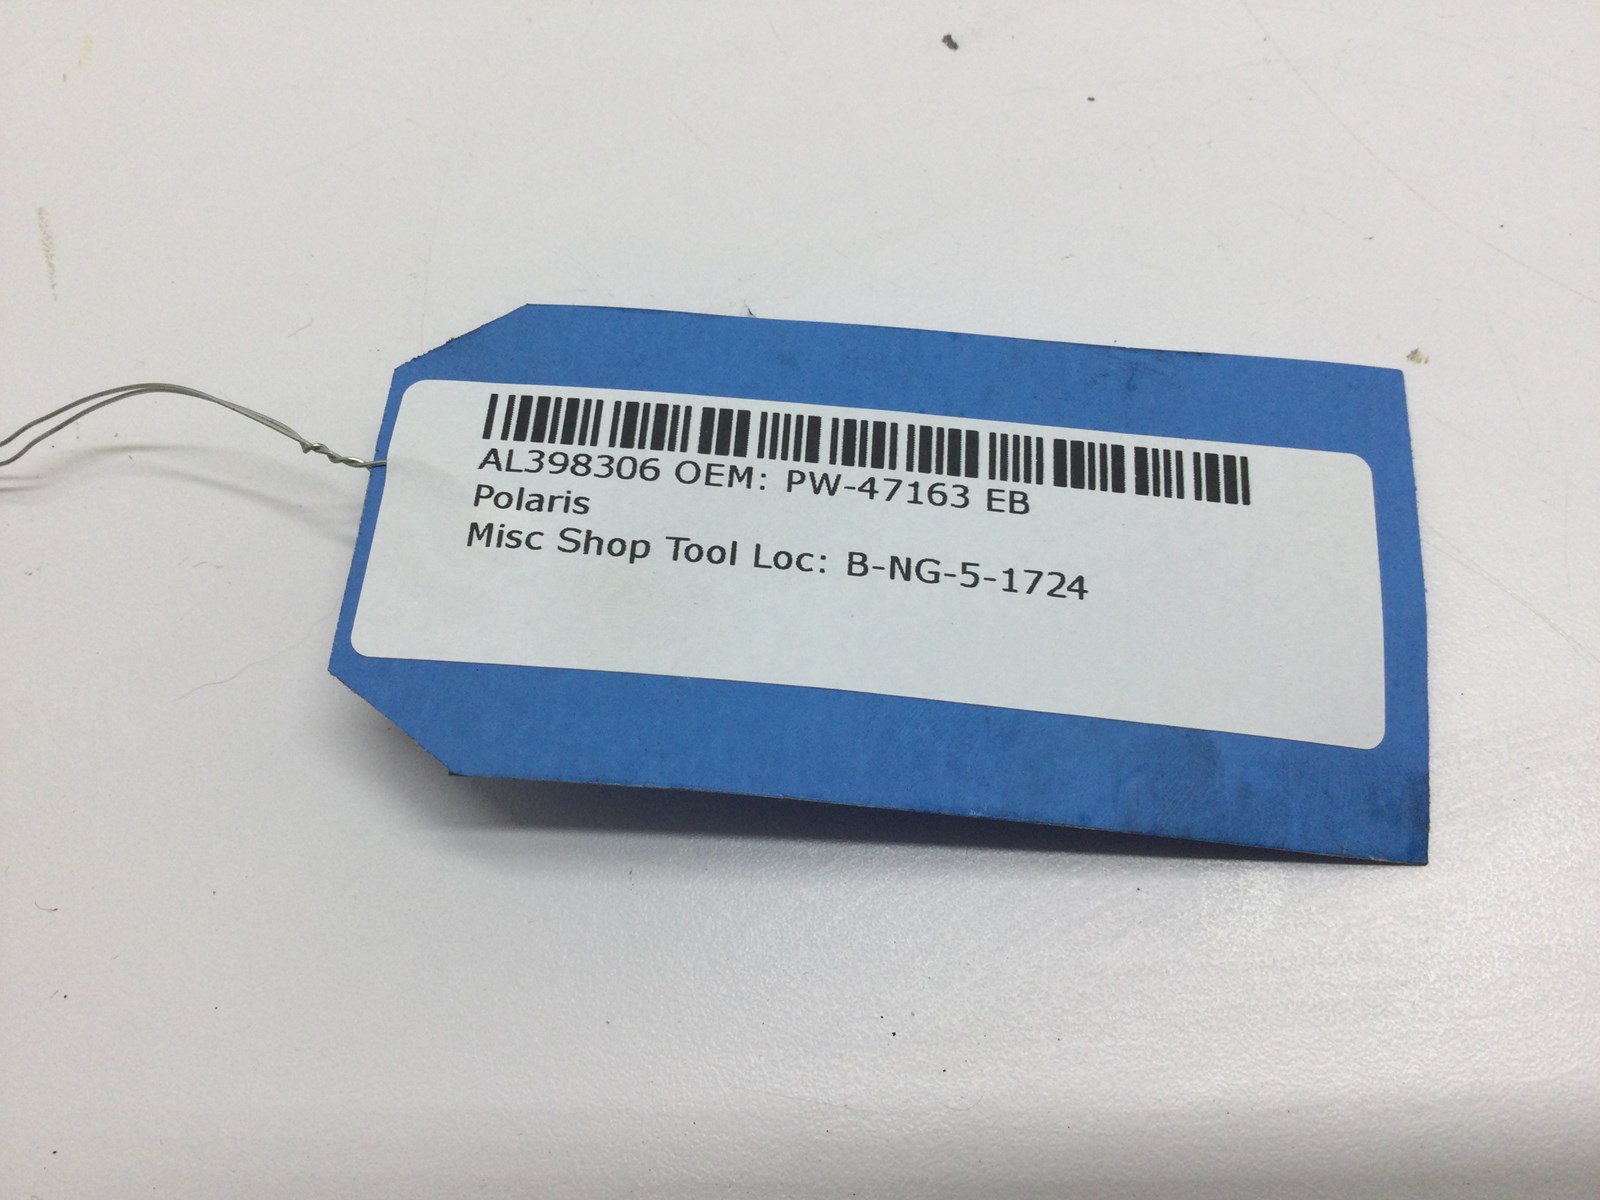 AL398306 OEM: PW-47163 EB
Polaris
Misc Shop Tool Loc: B-NG-5-1724